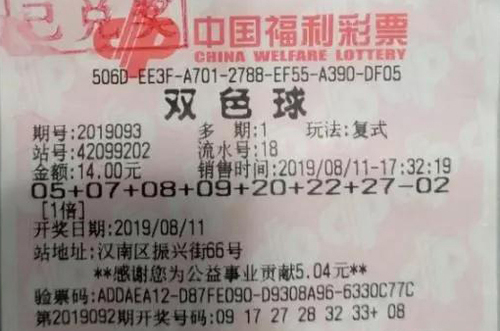 已兑奖
中国福利彩票
CHINA WELFARE LOTTERY
506D-EE3F-A701-2788-EF55-A390-DF05
双色球
期号:2019093 多期:1 玩法:复式
站号:42099202 流水号:18
金额:14.00元 销售时间:2019/08/11-17:32:19
05+07+08+09+20+22+27-02
[1倍]
开奖日期:2019/08/11
站地址:汉南区振兴街66号
**感谢您为公益事业贡献5.04元**
验票码:ADDAEA12-D87FE090-D9308A96-6330C77C
第2019092期开奖号码:09 17 27 28 32 33+ 08